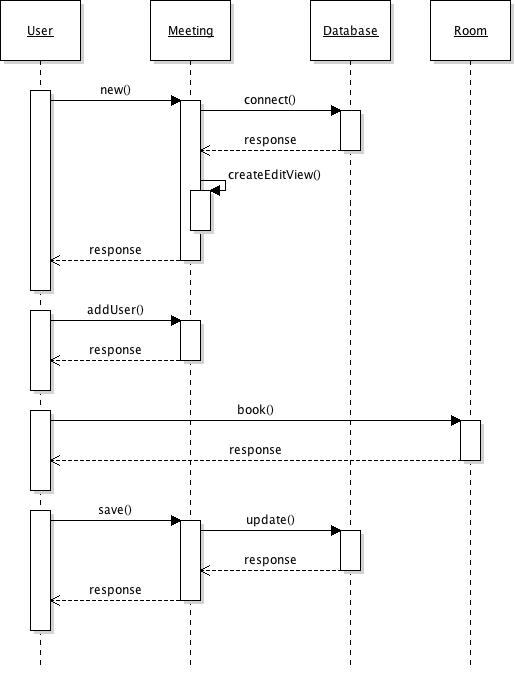 User
Meeting
Database
Room
new()
connect()
response
createEditView()
response
addUser()
response
book()
response
save()
update()
response
response